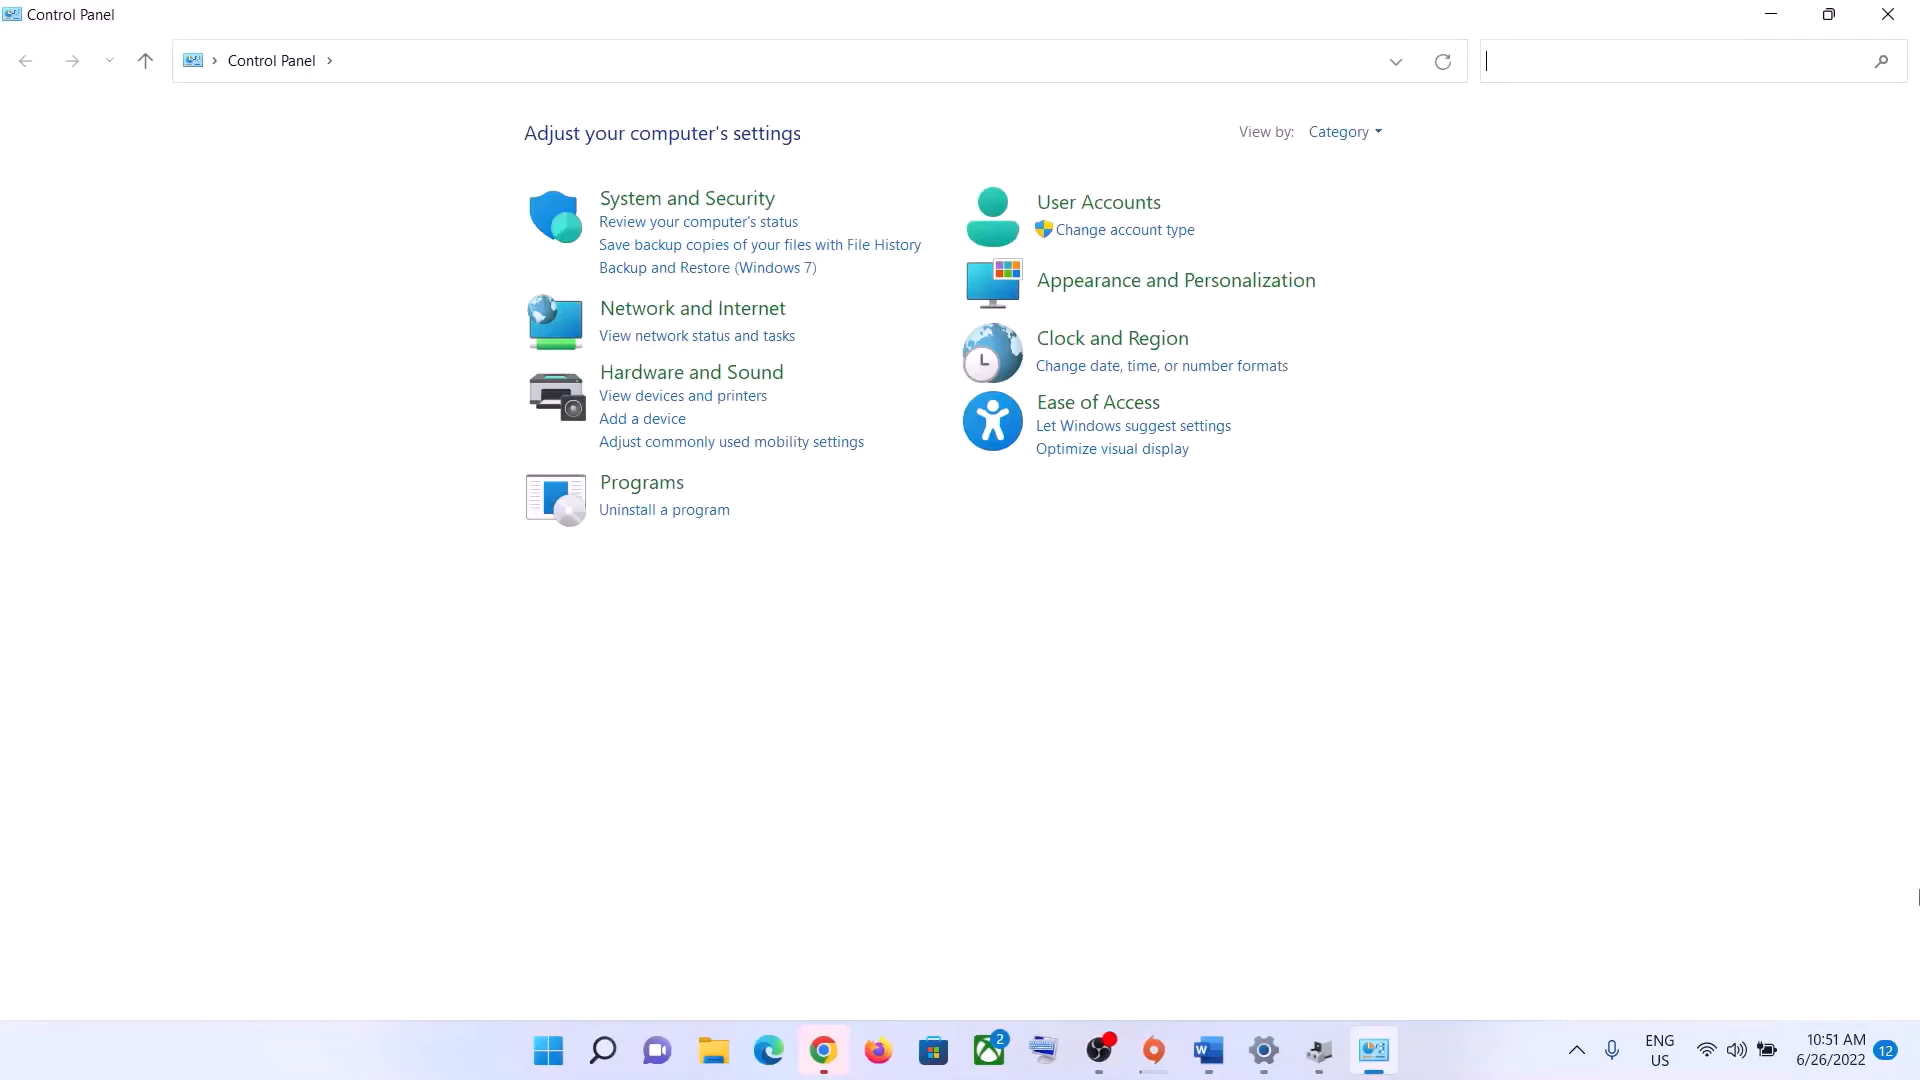 Control Panel
Control Panel
Adjust your computer's settings
View by: Category
System and Security
Review your computer's status
Save backup copies of your files with File History
Backup and Restore (Windows 7)
Network and Internet
View network status and tasks
Hardware and Sound
View devices and printers
Add a device
Adjust commonly used mobility settings
Programs
Uninstall a program
User Accounts
Change account type
Appearance and Personalization
Clock and Region
Change date, time, or number formats
Ease of Access
Let Windows suggest settings
Optimize visual display
2
W
ENG
US
10:51 AM
6/26/2022
12